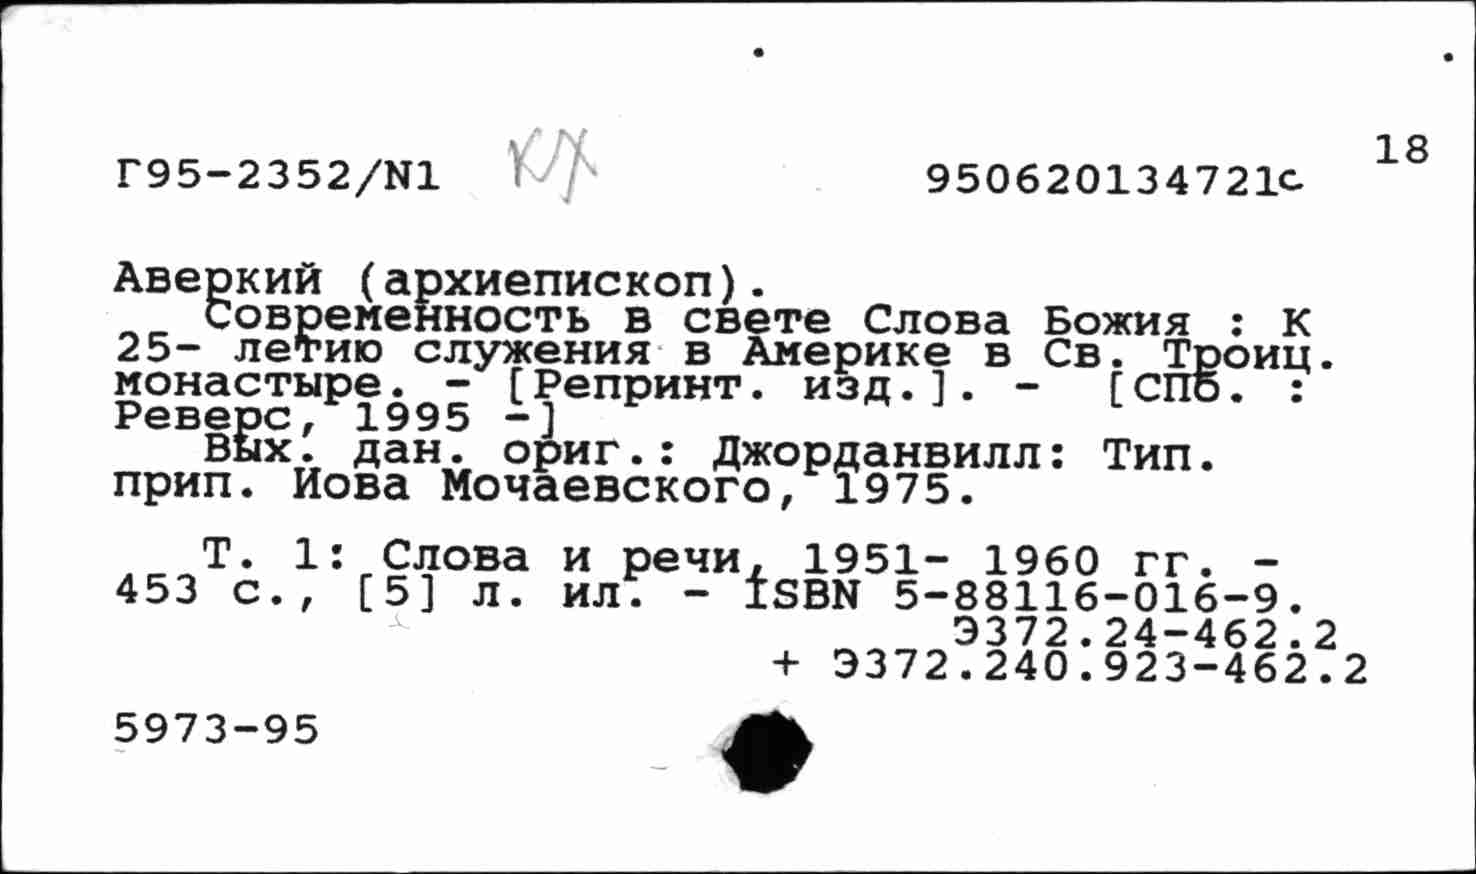 18
Г95-2352/N1 КХ 950620134721с
Аверкий (архиепископ).
Современность в свете Слова Божия : К
25- летию служения в Америке в Св. Троиц.
монастыре. - [Репринт. изд.]. - [СПб. :
Реверс, 1995 -]
Вых. дан. ориг.: Джорданвилл: Тип.
прип. Иова Мочаевского, 1975.
Т. 1: Слова и речи, 1951- 1960 гг. -
453 с., [5] л. ил. - ISBN 5-88116-016-9.
Э372.24-462.2
+ Э372.240.923-462.2
5973-95